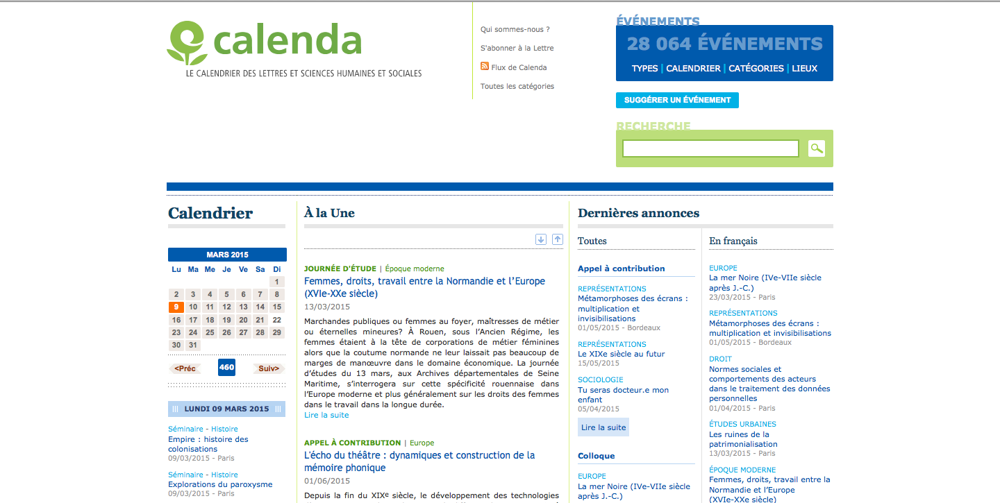 calenda
LE CALENDRIER DES LETTRES ET SCIENCES HUMAINES ET SOCIALES
Qui sommes-nous ?
S'abonner à la Lettre
Flux de Calenda
Toutes les catégories
ÉVÉNEMENTS
28 064 ÉVÉNEMENTS
TYPES | CALENDRIER | CATÉGORIES | LIEUX
SUGGÉRER UN ÉVÉNEMENT
RECHERCHE
Calendrier
MARS 2015
Lu Ma Me Je Ve Sa Di
1
2 3 4 5 6 7 8
9 10 11 12 13 14 15
16 17 18 19 20 21 22
23 24 25 26 27 28 29
30 31
<Préc 460 Suiv>
LUNDI 09 MARS 2015
Séminaire - Histoire
Empire : histoire des
colonisations
09/03/2015 - Paris
Séminaire - Histoire
Explorations du paroxysme
09/03/2015 - Paris
À la Une
JOURNÉE D'ÉTUDE | Époque moderne
Femmes, droits, travail entre la Normandie et l’Europe
(XVIe-XXe siècle)
13/03/2015
Marchandes publiques ou femmes au foyer, maîtresses de métier
ou éternelles mineures? À Rouen, sous l’Ancien Régime, les
femmes étaient à la tête de corporations de métier féminines
alors que la coutume normande ne leur laissait pas beaucoup de
marges de manœuvre dans le domaine économique. La journée
d’études du 13 mars, aux Archives départementales de Seine
Maritime, s’interrogera sur cette spécificité rouennaise dans
l’Europe moderne et plus généralement sur les droits des femmes
dans le travail dans la longue durée.
Lire la suite
APPEL À CONTRIBUTION | Europe
L'écho du théâtre : dynamiques et construction de la
mémoire phonique
01/06/2015
Depuis la fin du XIXᵉ siècle, le développement des technologies
Dernières annonces
Toutes
Appel à contribution
REPRÉSENTATIONS
Métamorphoses des écrans :
multiplication et
invisibilisations
01/05/2015 - Bordeaux
REPRÉSENTATIONS
Le XIXe siècle au futur
15/05/2015
SOCIOLOGIE
Tu seras docteur.e mon
enfant
05/04/2015
Lire la suite
Colloque
EUROPE
La mer Noire (IVe-VIIe siècle
après J.-C.)
En français
EUROPE
La mer Noire (IVe-VIIe siècle
après J.-C.)
23/03/2015 - Paris
REPRÉSENTATIONS
Métamorphoses des écrans :
multiplication et invisibilisations
01/05/2015 - Bordeaux
DROIT
Normes sociales et
comportements des acteurs
dans le traitement des données
personnelles
01/04/2015 - Paris
ÉTUDES URBAINES
Les ruines de la
patrimonialisation
13/03/2015 - Paris
ÉPOQUE MODERNE
Femmes, droits, travail entre la
Normandie et l’Europe
(XVIe-XXe siècle)